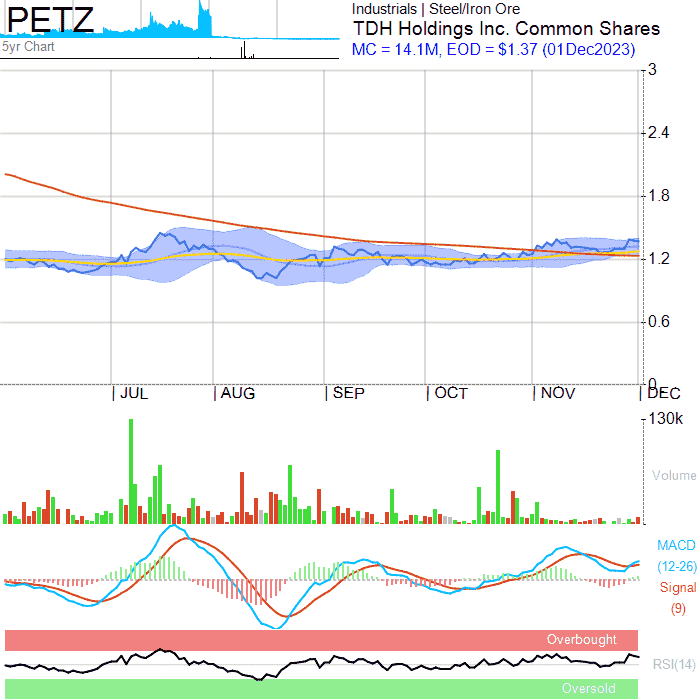 PETZ
5yr Chart
Industrials | Steel/Iron Ore
TDH Holdings Inc. Common Shares
MC = 14.1M, EOD = $1.37 (01Dec2023)
3
2.4
1.8
1.2
0.6
0
JUL AUG SEP OCT NOV DEC
130k
Volume
MACD
(12-26)
Signal
(9)
Overbought
RSI(14)
Oversold